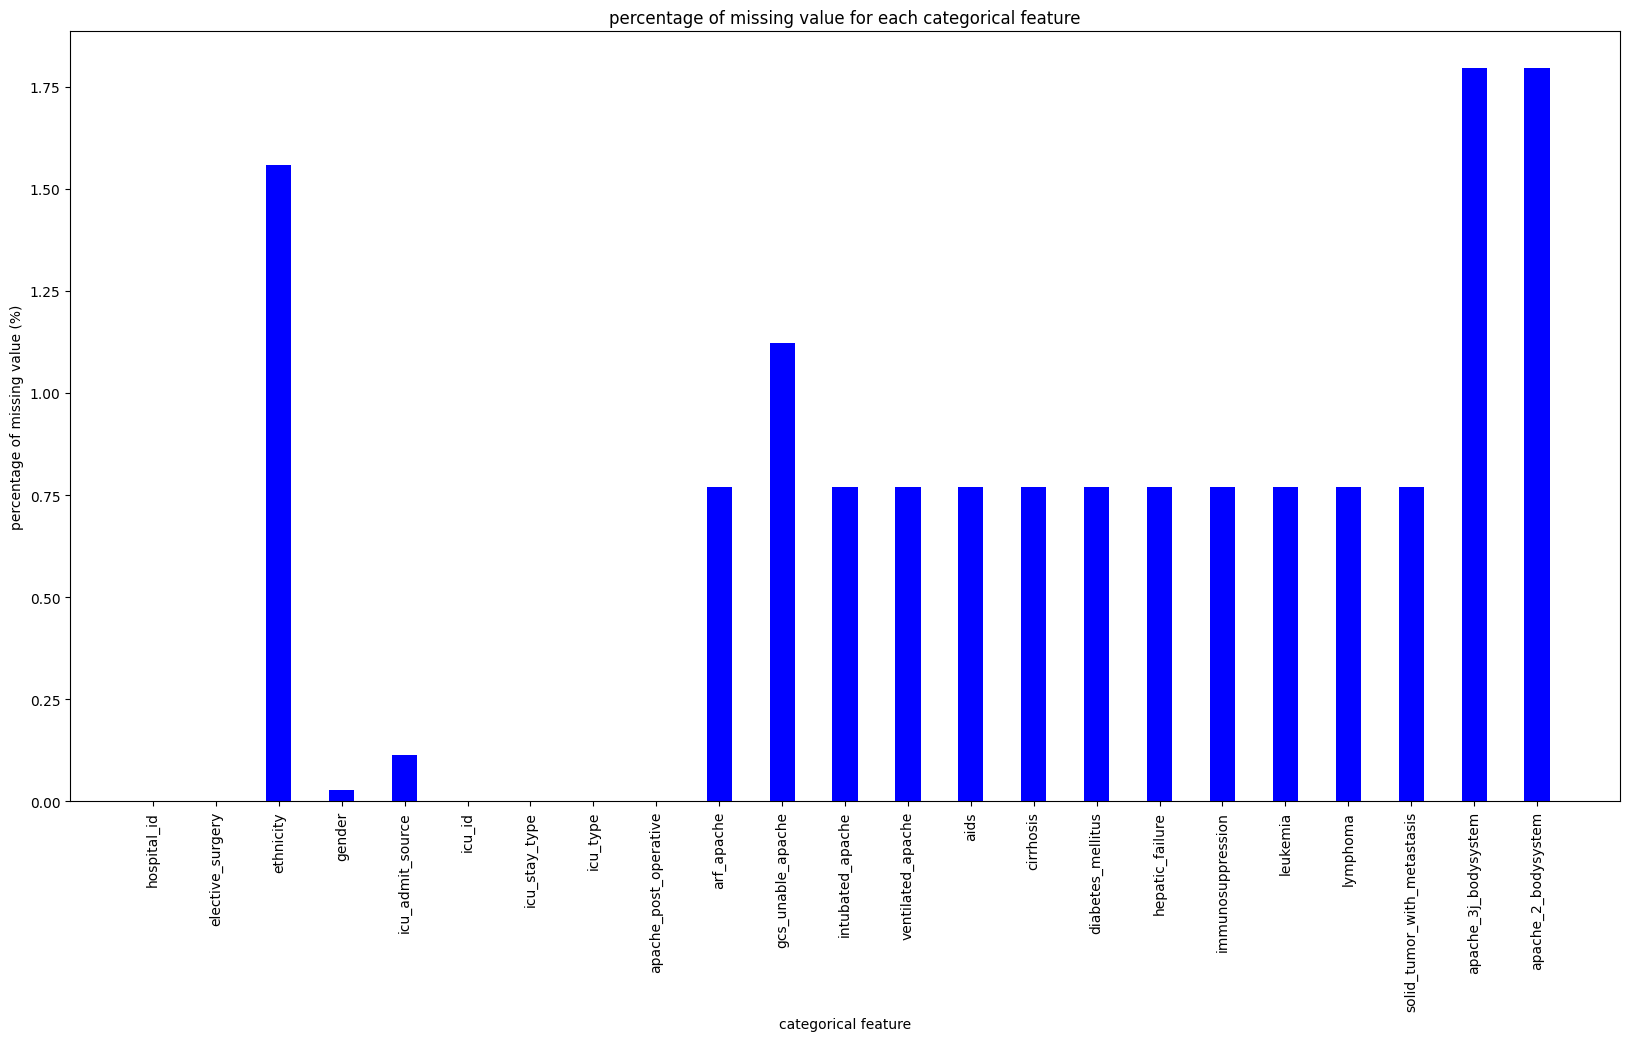 percentage of missing value for each categorical feature
percentage of missing value (%)
1.75
1.50
1.25
1.00
0.75
0.50
0.25
0.00
hospital_id
elective_surgery
ethnicity
gender
icu_admit_source
icu_id
icu_stay_type
icu_type
apache_post_operative
arf_apache
gcs_unable_apache
intubated_apache
ventilated_apache
aids
cirrhosis
diabetes_mellitus
hepatic_failure
immunosuppression
leukemia
lymphoma
solid_tumor_with_metastasis
apache_3j_bodysystem
apache_2_bodysystem
categorical feature